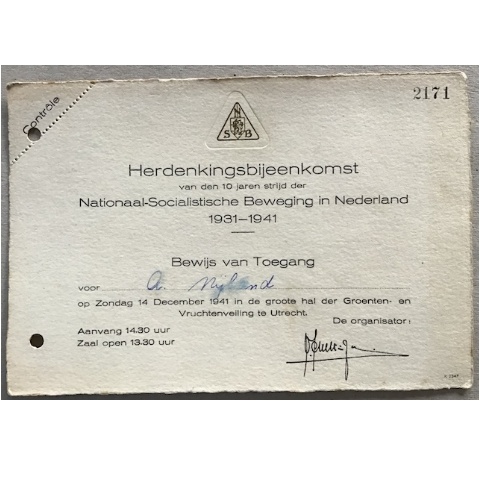 Contrôle
2171
N
S B
Herdenkingsbijeenkomst
van den 10 jaren strijd der
Nationaal-Socialistische Beweging in Nederland
1931-1941
Bewijs van Toegang
voor A. Nyland
op Zondag 14 December 1941 in de groote hal der Groenten- en
Vruchtenveiling te Utrecht.
De organisator:
Aanvang 14.30 uur
Zaal open 13.30 uur